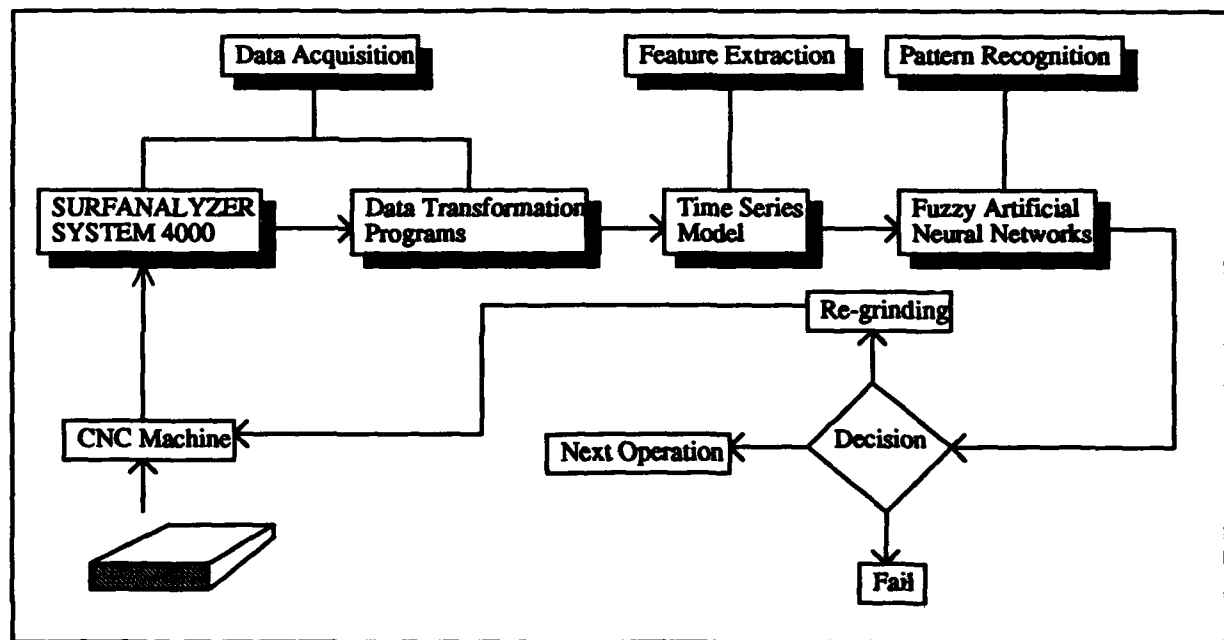 Data Acquisition
Feature Extraction
Pattern Recognition
SURFANALYZER
SYSTEM 4000
Data Transformation
Programs
Time Series
Model
Fuzzy Artificial
Neural Networks
Re-grinding
CNC Machine
Next Operation
Decision
Fail